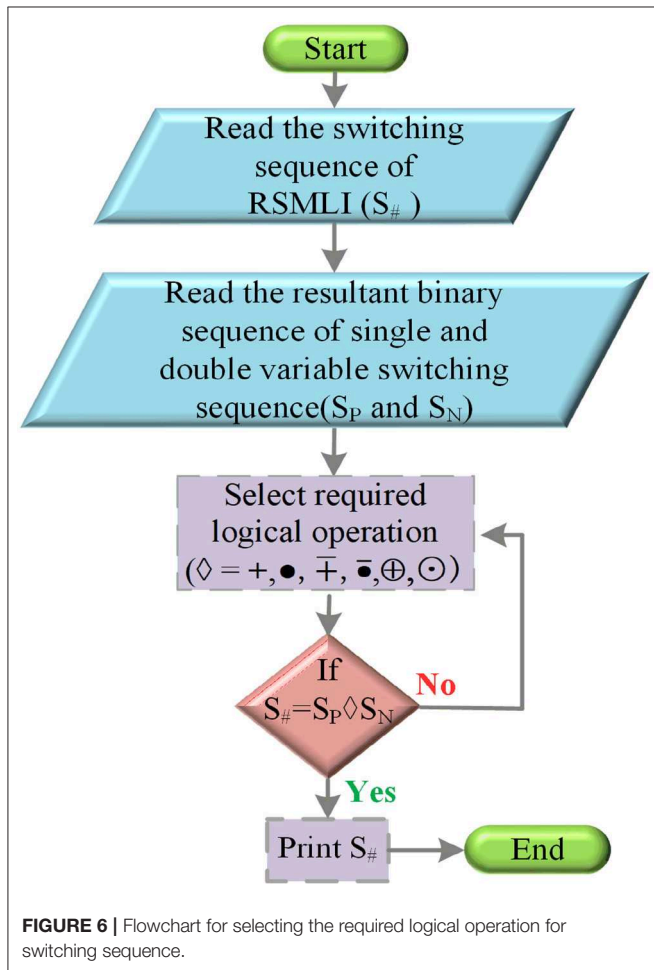 Start
Read the switching
sequence of
RSMLI (S# )
Read the resultant binary
sequence of single and
double variable switching
sequence(SP and SN)
Select required
logical operation
(◊ = +,●, ∓, ●̅,⊕,⊙)
If
S#=SP◊SN
No
Yes
Print S#
End
FIGURE 6 | Flowchart for selecting the required logical operation for
switching sequence.